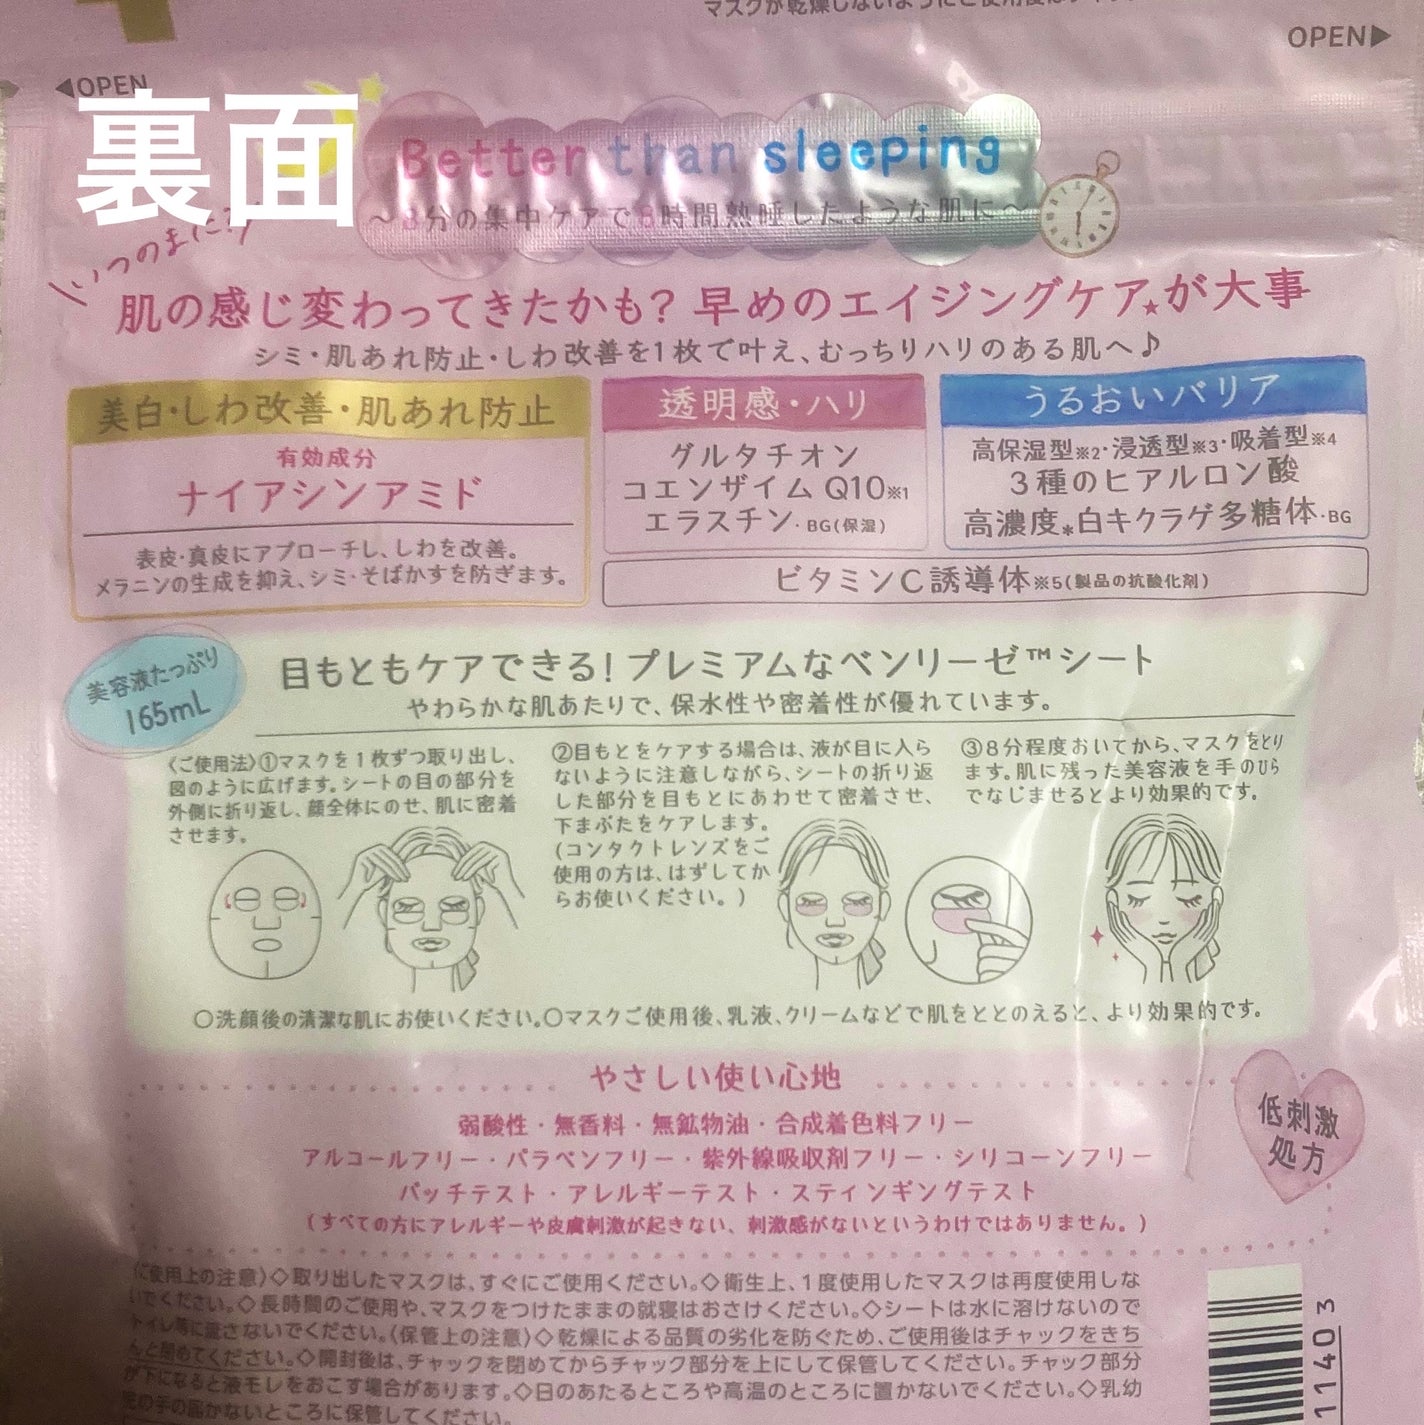 OPEN▶
◀OPEN
裏面
Better than sleeping
～8分の集中ケアで8時間熟睡したような肌に～
いつのまにか
肌の感じ変わってきたかも?早めのエイジングケア★が大事
シミ・肌あれ防止・しわ改善を1枚で叶え、むっちりハリのある肌へ♪
美白・しわ改善・肌あれ防止
有効成分
ナイアシンアミド
表皮・真皮にアプローチし、しわを改善。
メラニンの生成を抑え、シミ・そばかすを防ぎます。
透明感・ハリ
グルタチオン
コエンザイム Q10※1
エラスチン・BG(保湿)
うるおいバリア
高保湿型※2・浸透型※3・吸着型※4
3種のヒアルロン酸
高濃度*白キクラゲ多糖体・BG
ビタミンC誘導体※5(製品の抗酸化剤)
美容液たっぷり
165mL
目もともケアできる!プレミアムなベンリーゼ™シート
やわらかな肌あたりで、保水性や密着性が優れています。
〈ご使用法〉①マスクを1枚ずつ取り出し、
図のように広げます。シートの目の部分を
外側に折り返し、顔全体にのせ、肌に密着
させます。
②目もとをケアする場合は、液が目に入ら
ないように注意しながら、シートの折り返
した部分を目もとにあわせて密着させ、
下まぶたをケアします。
(コンタクトレンズをご
使用の方は、はずしてか
らお使いください。)
③8分程度おいてから、マスクをとり
ます。肌に残った美容液を手のひら
でなじませるとより効果的です。
○洗顔後の清潔な肌にお使いください。○マスクご使用後、乳液、クリームなどで肌をととのえると、より効果的です。
やさしい使い心地
弱酸性・無香料・無鉱物油・合成着色料フリー
アルコールフリー・パラベンフリー・紫外線吸収剤フリー・シリコーンフリー
パッチテスト・アレルギーテスト・スティンギングテスト
(すべての方にアレルギーや皮膚刺激が起きない、刺激感がないというわけではありません。)
低刺激
処方
〈ご使用上の注意〉◇取り出したマスクは、すぐにご使用ください。◇衛生上、1度使用したマスクは再度使用しな
いでください。◇長時間のご使用や、マスクをつけたままの就寝はおさけください。◇シートは水に溶けないので
トイレ等に流さないでください。〈保管上の注意〉◇乾燥による品質の劣化を防ぐため、ご使用後はチャックをきち
んと閉めてください。◇開封後は、チャックを閉めてからチャック部分を上にして保管してください。チャック部分
が下になると液モレをおこす場合があります。◇日のあたるところや高温のところに置かないでください。◇乳幼
児の手の届かないところに保管してください。
11403